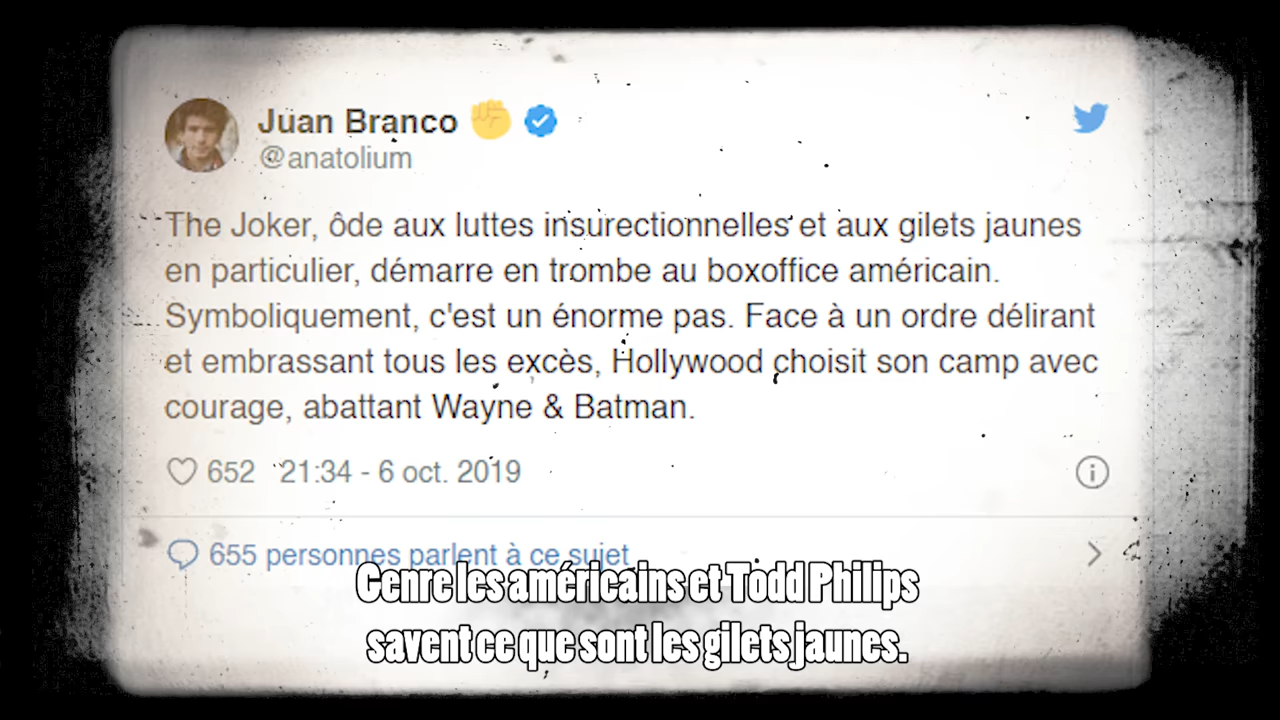 Juan Branco ✊
@anatolium
The Joker, ôde aux luttes insurectionnelles et aux gilets jaunes
en particulier, démarre en trombe au boxoffice américain.
Symboliquement, c'est un énorme pas. Face à un ordre délirant
et embrassant tous les excès, Hollywood choisit son camp avec
courage, abattant Wayne & Batman.
652 21:34 - 6 oct. 2019
655 personnes parlent à ce sujet
Genre les américains et Todd Philips
savent ce que sont les gilets jaunes.